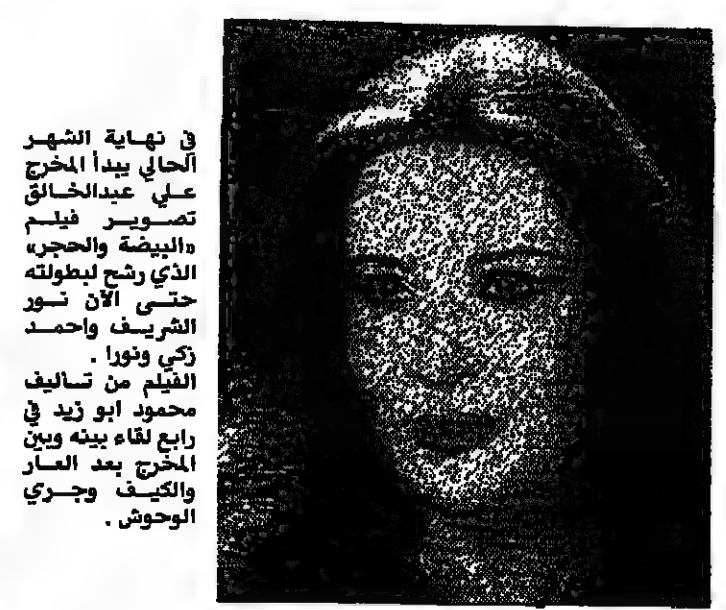 في نهاية الشهر
الحالي يبدأ المخرج
علي عبدالخالق
تصوير فيلم
«البيضة والحجر»
الذي رشح لبطولته
حتى الآن نور
الشريف واحمد
زكي ونورا .
الفيلم من تأليف
محمود ابو زيد في
رابع لقاء بينه وبين
المخرج بعد العار
والكيف وجري
الوحوش .